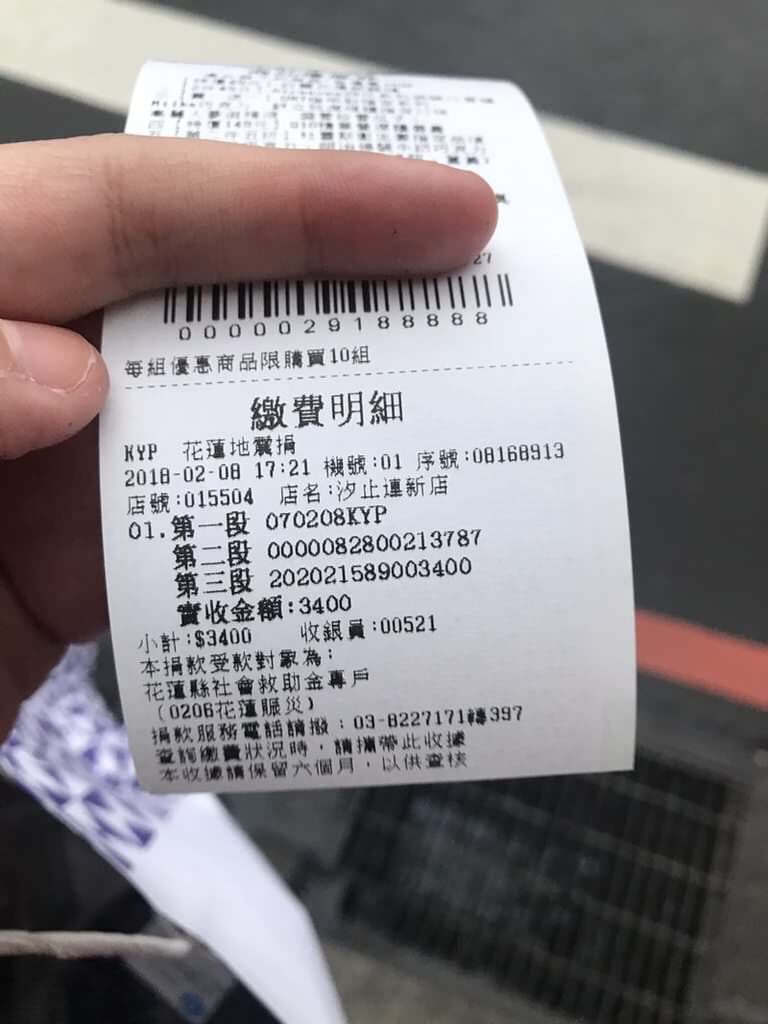 27
0000029188888
每組優惠商品限購買10組
繳費明細
KYP 花蓮地震捐
2018-02-08 17:21 機號:01 序號:08168913
店號:015504 店名:汐止連新店
01.第一段 070208KYP
第二段 0000082800213787
第三段 202021589003400
實收金額:3400
小計:$3400 收銀員:00521
本捐款受款對象為:
花蓮縣社會救助金專戶
(0206花蓮賑災)
捐款服務電話請撥:03-8227171轉397
查詢繳費狀況時,請攜帶此收據
本收據請保留六個月,以供查核